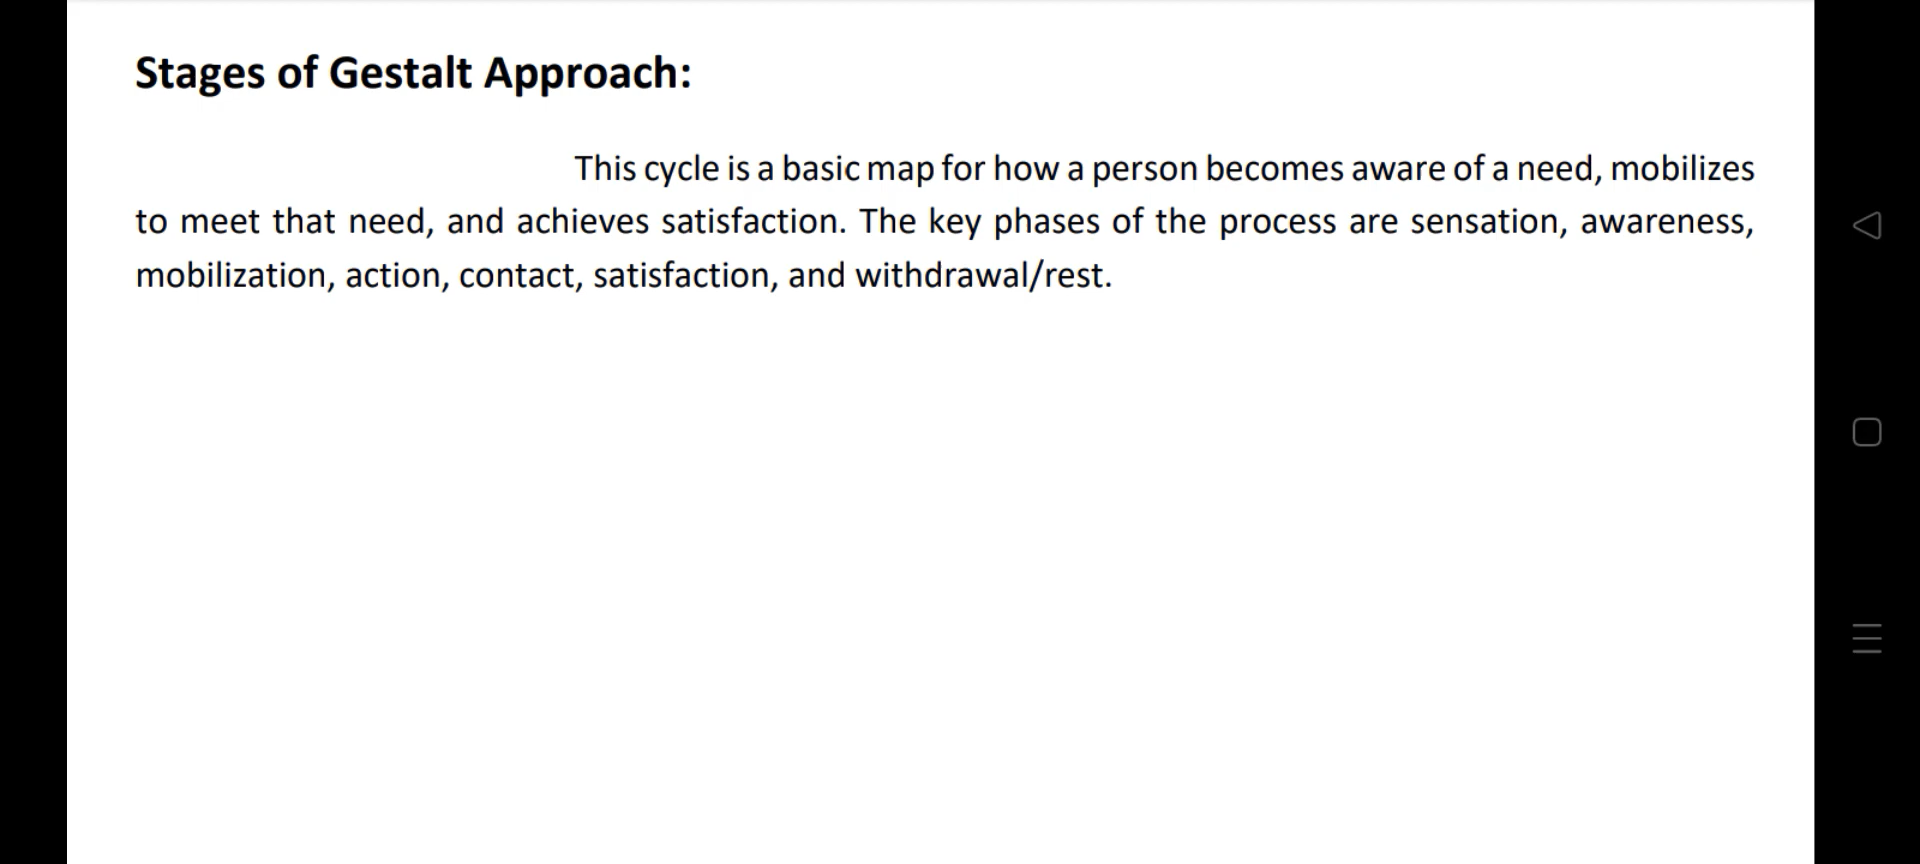 Stages of Gestalt Approach:
This cycle is a basic map for how a person becomes aware of a need, mobilizes
to meet that need, and achieves satisfaction. The key phases of the process are sensation, awareness,
mobilization, action, contact, satisfaction, and withdrawal/rest.